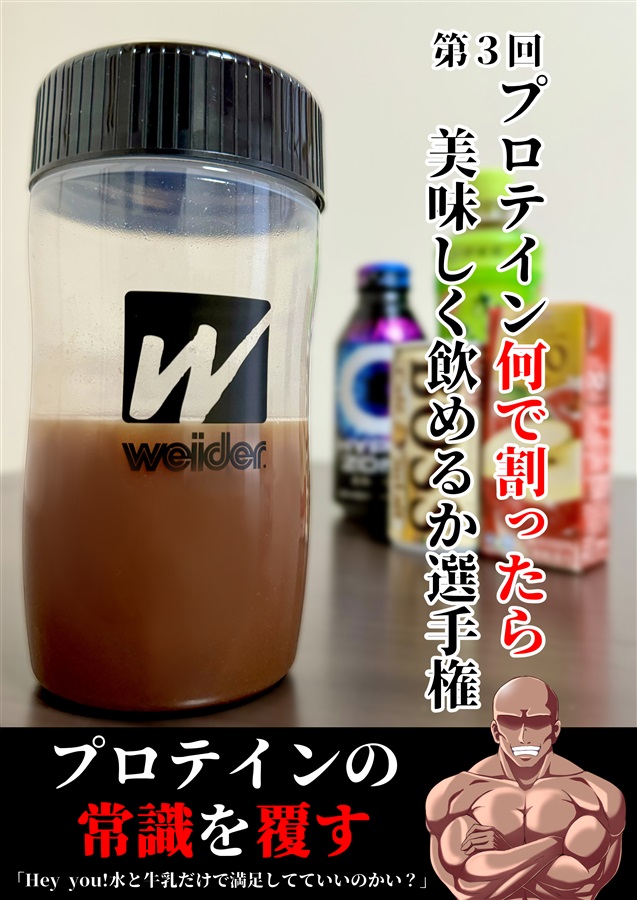 第3回
プロテイン何で割ったら
美味しく飲めるか選手権
W
weider
BOSS
プロテインの
常識を覆す
「Hey you!水と牛乳だけで満足してていいのかい？」